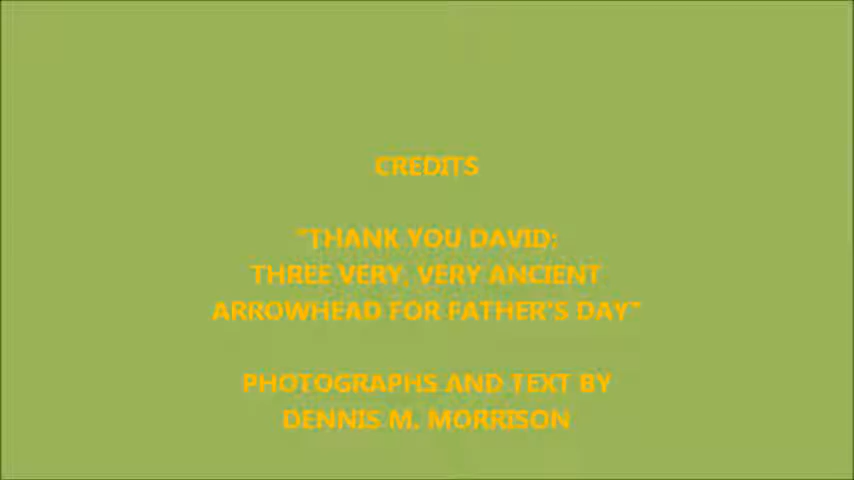 CREDITS
"THANK YOU DAVID:
THREE VERY, VERY ANCIENT
ARROWHEAD FOR FATHER'S DAY"
PHOTOGRAPHS AND TEXT BY
DENNIS M. MORRISON